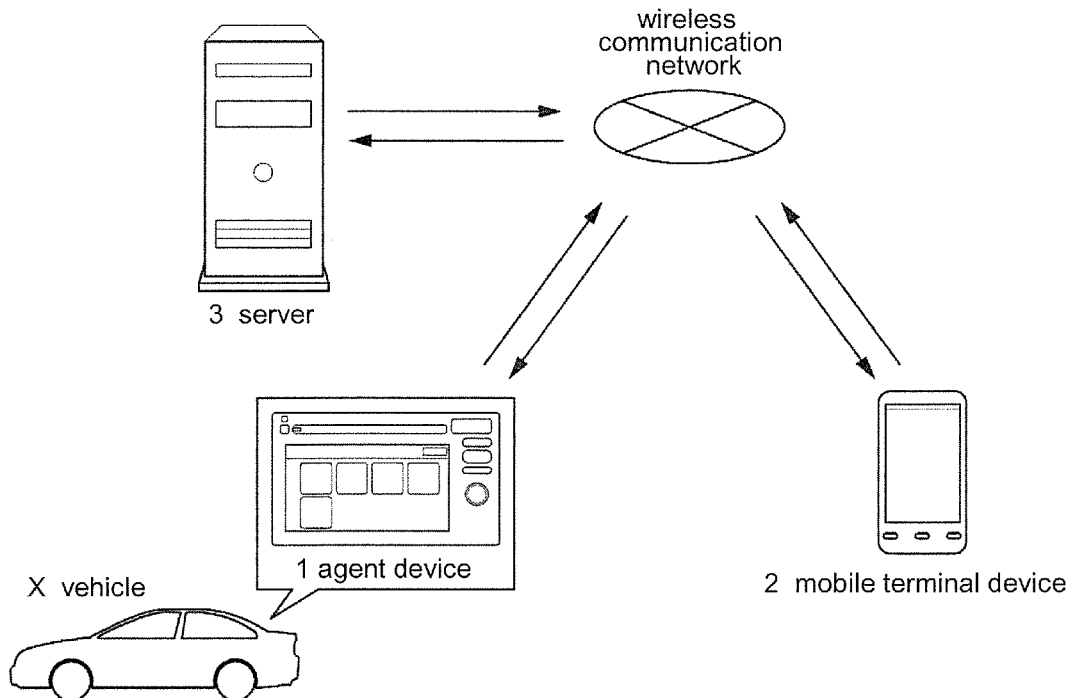 wireless
communication
network
3 server
1 agent device
X vehicle
2 mobile terminal device